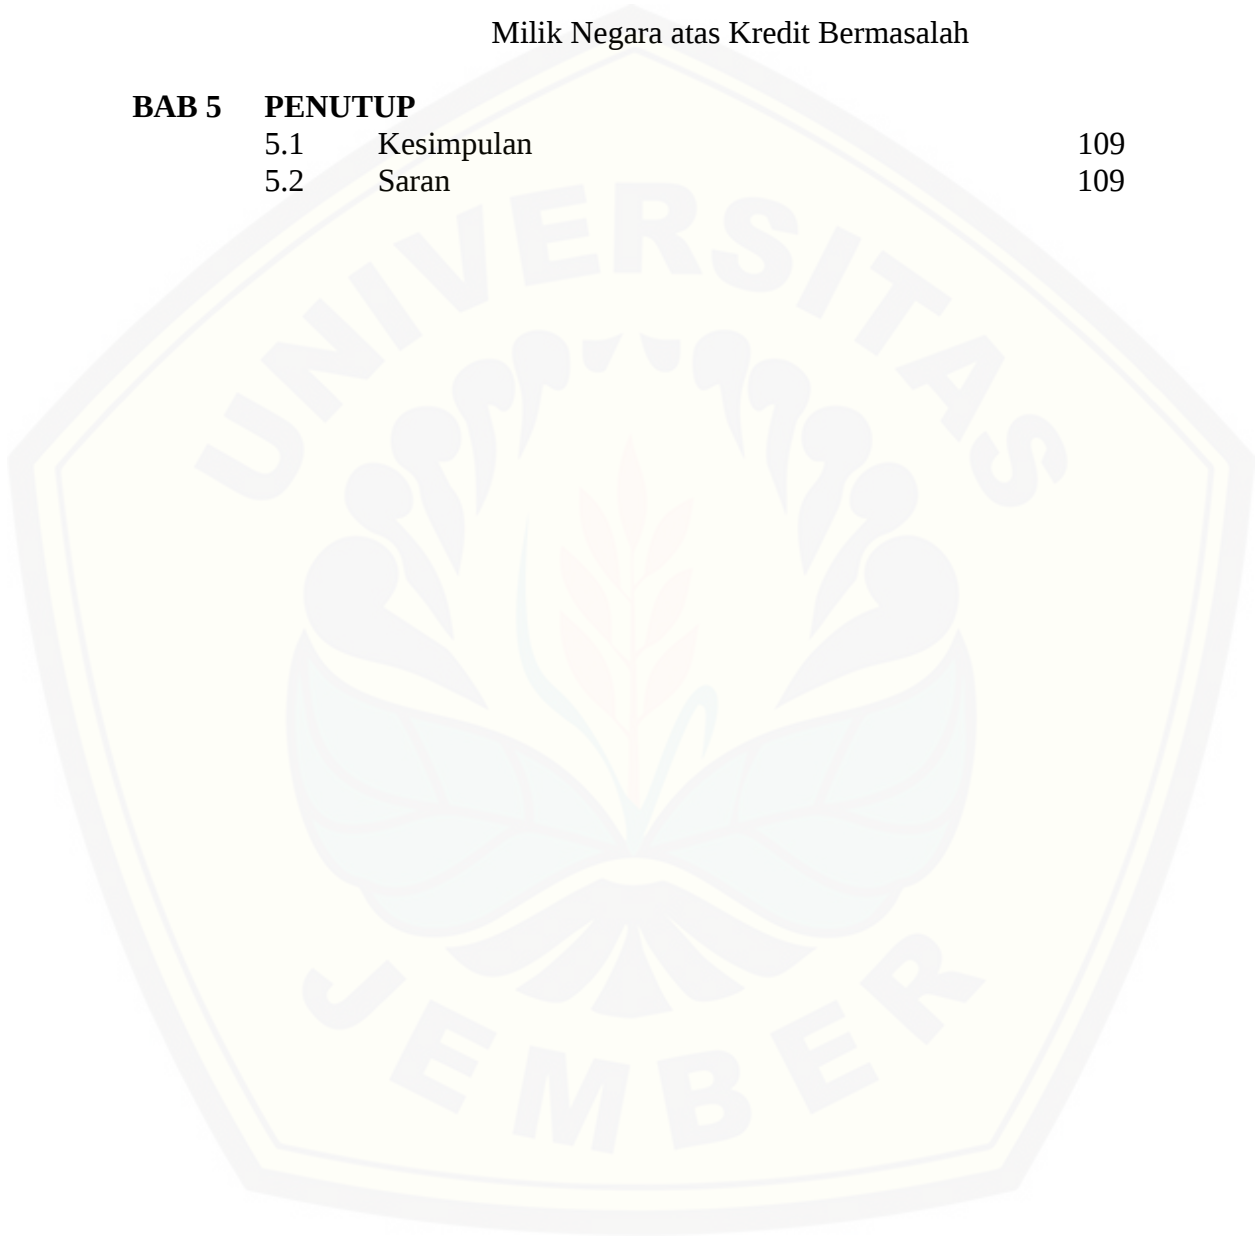 Milik Negara atas Kredit Bermasalah
BAB 5 PENUTUP
5.1 Kesimpulan 109
5.2 Saran 109
UNIVERSITAS
JEMBER